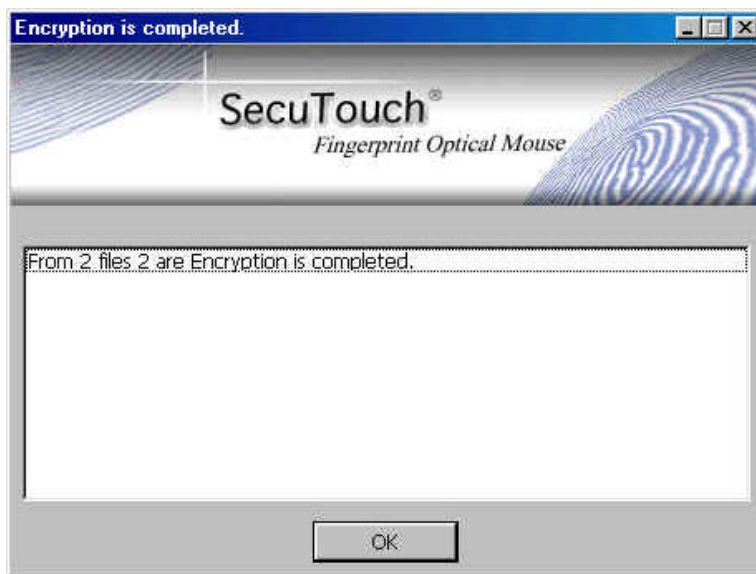 Encryption is completed.
SecuTouch®
Fingerprint Optical Mouse
From 2 files 2 are Encryption is completed.
OK